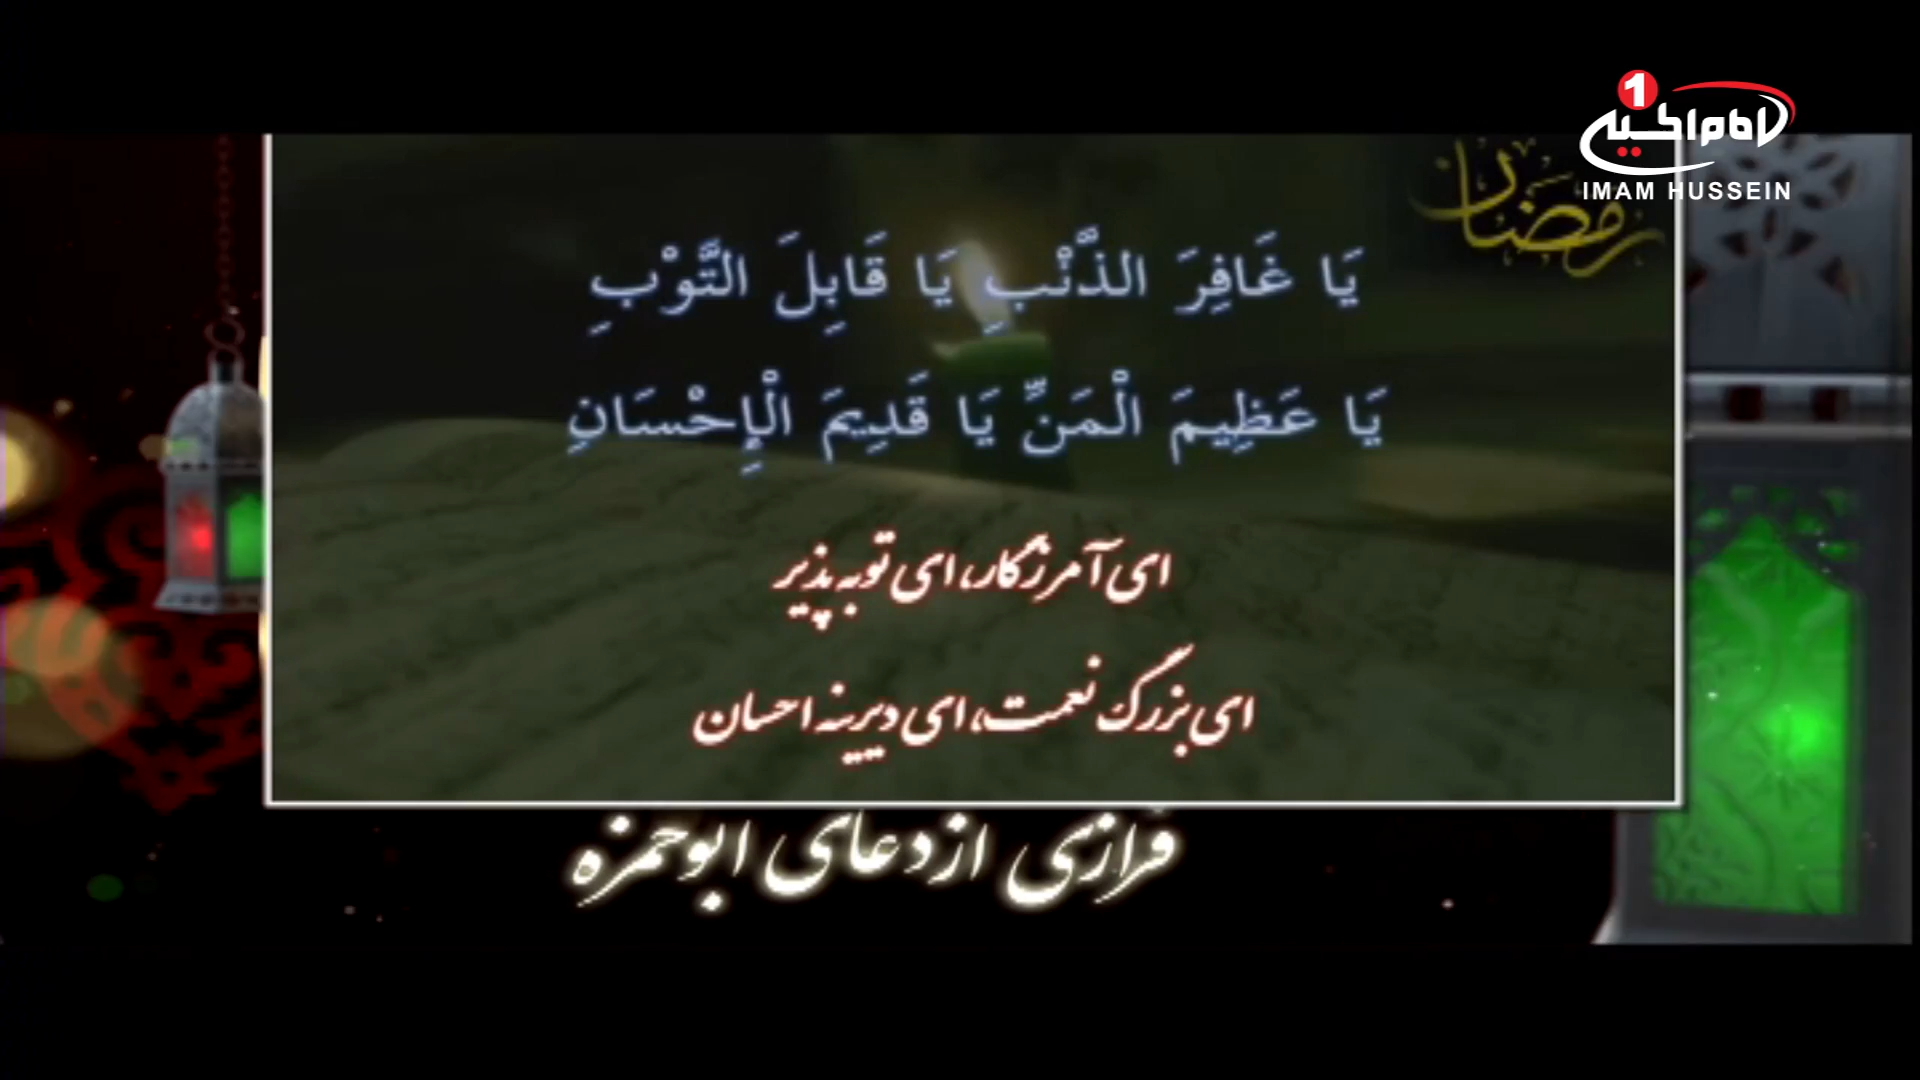 1
امام الحسین
IMAM HUSSEIN
رمضان
يَا غَافِرَ الذَّنْبِ يَا قَابِلَ التَّوْبِ
يَا عَظِيمَ الْمَنِّ يَا قَدِيمَ الْإِحْسَانِ
ای آمرزگار، ای توبه پذیر
ای بزرگ نعمت، ای دیرینه احسان
فرازی از دعای ابوحمزه